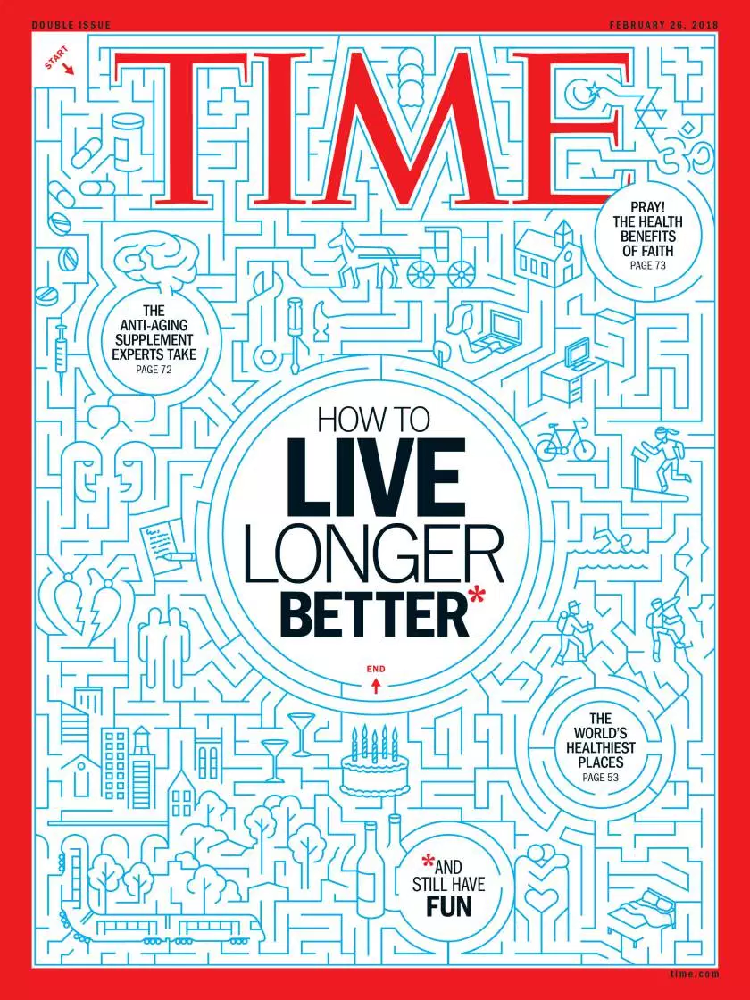 DOUBLE ISSUE
FEBRUARY 26, 2018
START
TIME
PRAY!
THE HEALTH
BENEFITS
OF FAITH
PAGE 73
THE
ANTI-AGING
SUPPLEMENT
EXPERTS TAKE
PAGE 72
HOW TO
LIVE
LONGER
BETTER*
END
THE
WORLD'S
HEALTHIEST
PLACES
PAGE 53
*AND
STILL HAVE
FUN
time.com